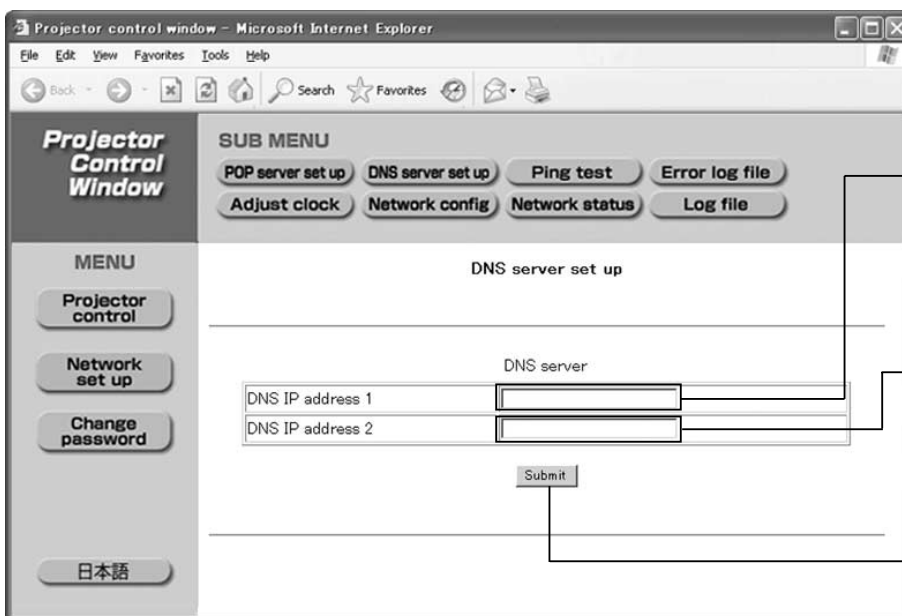 Projector control window - Microsoft Internet Explorer
File Edit View Favorites Tools Help
Back Search Favorites
Projector
Control
Window
SUB MENU
POP server set up DNS server set up Ping test Error log file
Adjust clock Network config Network status Log file
MENU
Projector
control
Network
set up
Change
password
日本語
DNS server set up
DNS server
DNS IP address 1
DNS IP address 2
Submit